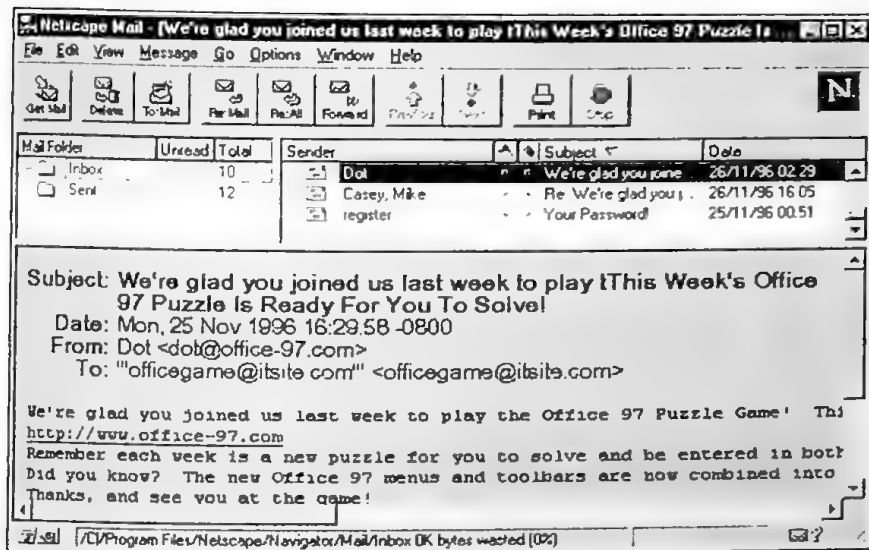 Netscape Mail - [We're glad you joined us last week to play tThis Week's Office 97 Puzzle Is ...
File Edit View Message Go Options Window Help
Get Mail Delete To: Mail Re: Mail Re: All Forward Previous Next Print Stop
Mail Folder Unread Total Sender Subject Date
Inbox 10 Dot We're glad you joine 26/11/96 02 29
Sent 12 Casey, Mike Re We're glad you j . 26/11/96 16 05
register Your Password! 25/11/96 00:51
Subject: We're glad you joined us last week to play tThis Week's Office
97 Puzzle Is Ready For You To Solve!
Date: Mon, 25 Nov 1996 16:29.58 -0800
From: Dot <dot@office-97.com>
To: "'officegame@itsite com'" <officegame@itsite.com>
We're glad you joined us last week to play the Office 97 Puzzle Game! Thi
http://www.office-97.com
Remember each week is a new puzzle for you to solve and be entered in both
Did you know? The new Office 97 menus and toolbars are now combined into
Thanks, and see you at the game!
/C|/Program Files/Netscape/Navigator/Mail/Inbox 0K bytes wasted (0%)